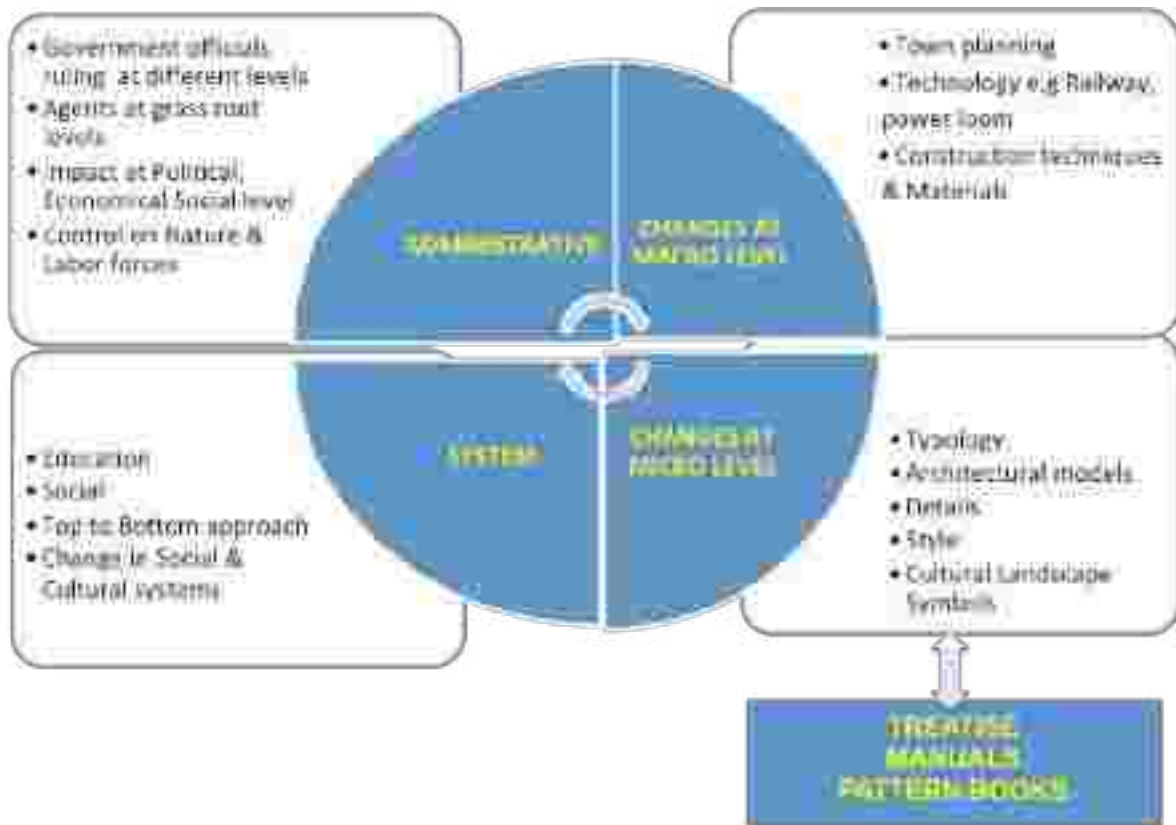 • Government officials
ruling at different levels
• Agents at grass root
levels
• Impact at Political,
Economical Social level
• Control on Nature &
Labor forces
• Town planning
• Technology e.g Railway,
power loom
• Construction techniques
& Materials
ADMINISTRATIVE
CHANGES AT
MACRO LEVEL
SYSTEM
CHANGES AT
MICRO LEVEL
• Education
• Social
• Top to Bottom approach
• Change in Social &
Cultural systems
• Typology
• Architectural models
• Details
• Style
• Cultural Landscape
Symbols
TREATISE
MANUALS
PATTERN BOOKS